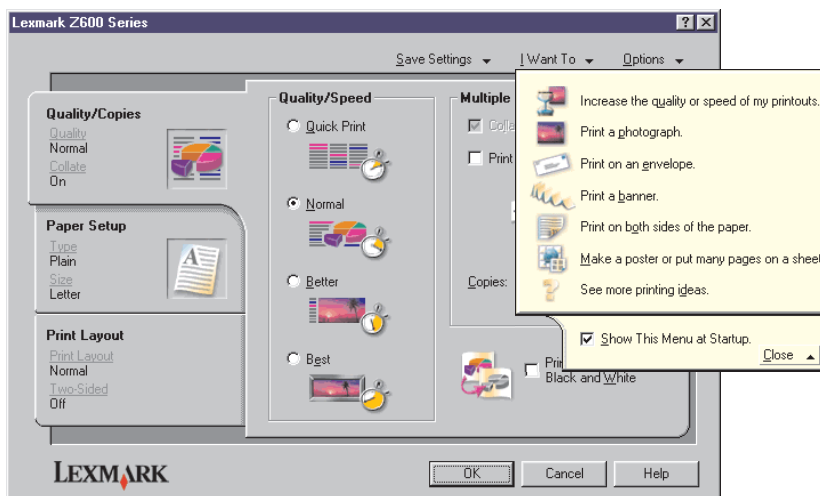 Lexmark Z600 Series
Save Settings
I Want To
Options
Quality/Copies
Quality
Normal
Collate
On
Paper Setup
Type
Plain
Size
Letter
Print Layout
Print Layout
Normal
Two-Sided
Off
Quality/Speed
Quick Print
Normal
Better
Best
Multiple
Print
Copies:
Increase the quality or speed of my printouts.
Print a photograph.
Print on an envelope.
Print a banner.
Print on both sides of the paper.
Make a poster or put many pages on a sheet
See more printing ideas.
Show This Menu at Startup.
Close
Black and White
LEXMARK
OK
Cancel
Help